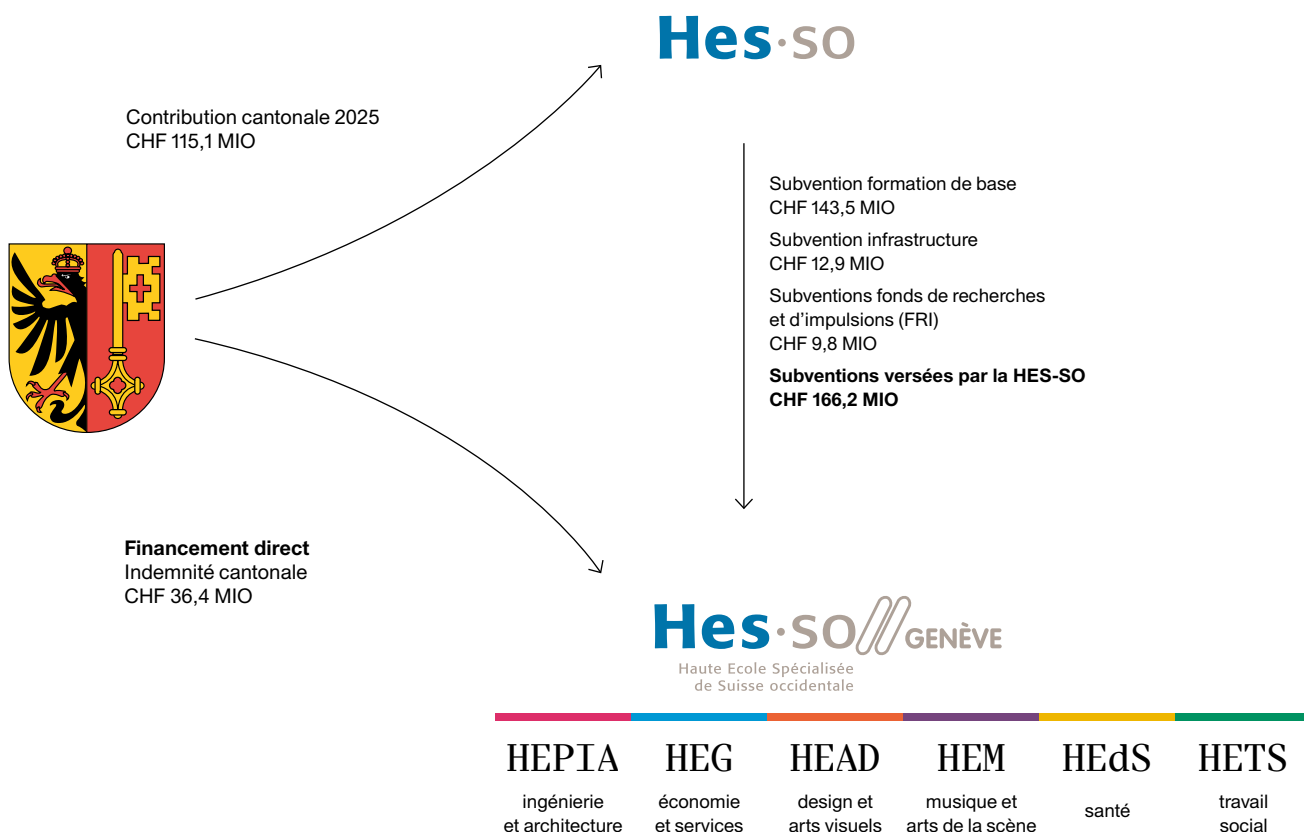 Hes·so
Contribution cantonale 2025
CHF 115,1 MIO
Subvention formation de base
CHF 143,5 MIO
Subvention infrastructure
CHF 12,9 MIO
Subventions fonds de recherches
et d’impulsions (FRI)
CHF 9,8 MIO
Subventions versées par la HES-SO
CHF 166,2 MIO
Financement direct
Indemnité cantonale
CHF 36,4 MIO
Hes·so GENÈVE
Haute Ecole Spécialisée
de Suisse occidentale
HEPIA
ingénierie
et architecture
HEG
économie
et services
HEAD
design et
arts visuels
HEM
musique et
arts de la scène
HEdS
santé
HETS
travail
social